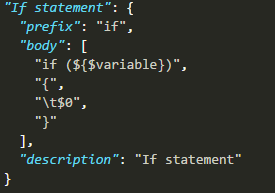 "If statement": {
"prefix": "if",
"body": [
"if (${$variable})",
"{",
"\t$0",
"}"
],
"description": "If statement"
}